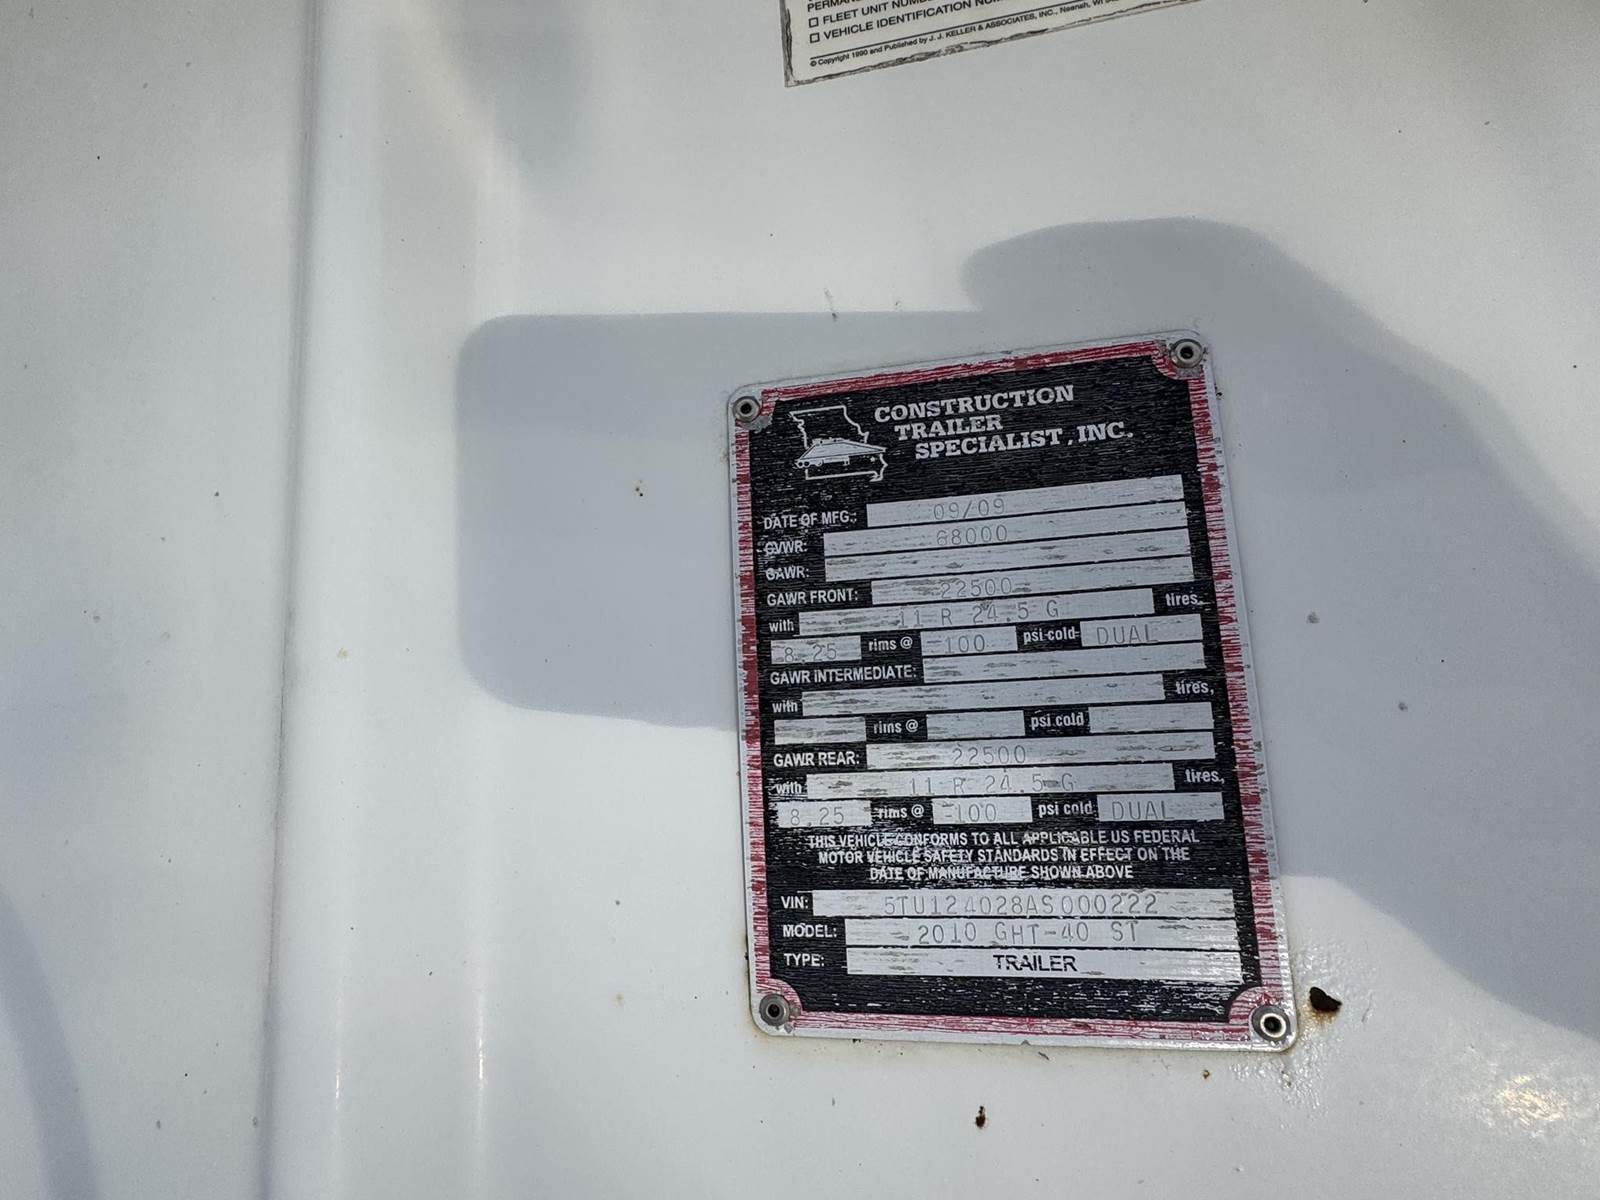 PERMAN
☐ FLEET UNIT NUMB
☐ VEHICLE IDENTIFICATION NUM
© Copyright 1990 and Published by J. J. KELLER & ASSOCIATES, INC., Neenah, WI
CONSTRUCTION
TRAILER
SPECIALIST, INC.
DATE OF MFG.: 09/09
GVWR: 68000
GAWR:
GAWR FRONT: 22500
with 11 R 24.5 G tires,
8.25 rims @ 100 psi cold DUAL
GAWR INTERMEDIATE:
with tires,
rims @ psi cold
GAWR REAR: 22500
with 11 R 24.5 G tires,
8.25 rims @ 100 psi cold DUAL
THIS VEHICLE CONFORMS TO ALL APPLICABLE US FEDERAL
MOTOR VEHICLE SAFETY STANDARDS IN EFFECT ON THE
DATE OF MANUFACTURE SHOWN ABOVE
VIN: 5TU124028AS000222
MODEL: 2010 GHT-40 ST
TYPE: TRAILER